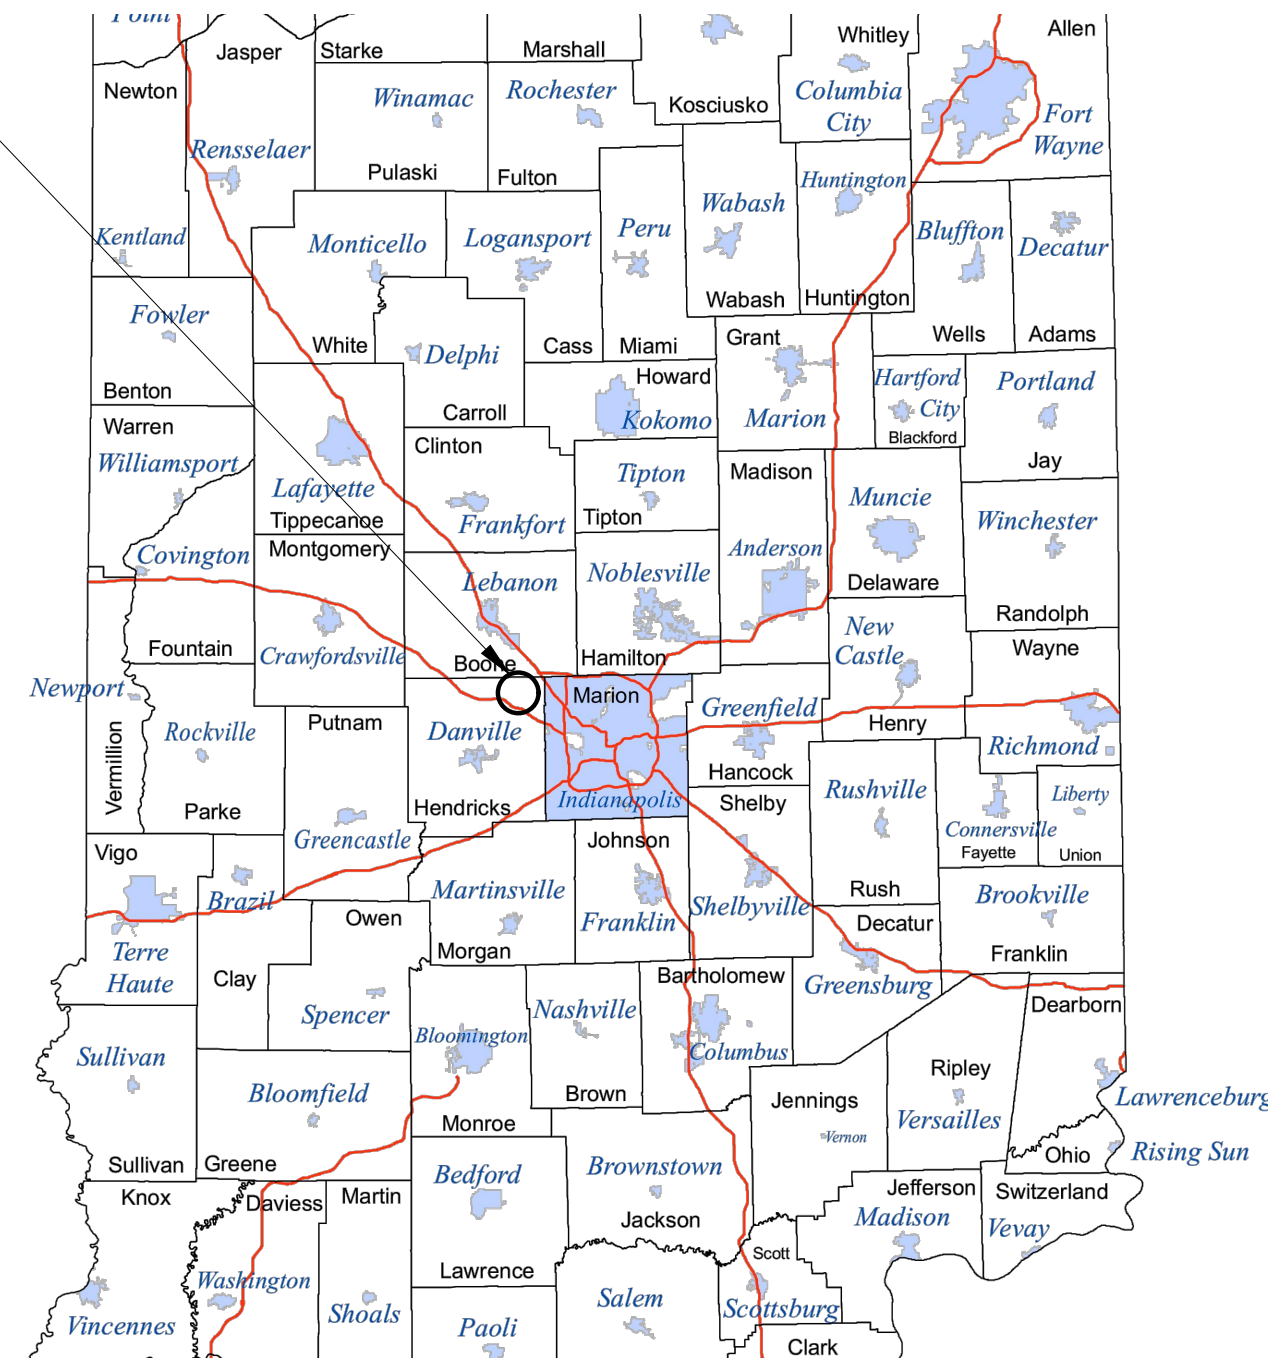 Point
Jasper
Starke
Marshall
Whitley
Allen
Newton
Winamac
Rochester
Kosciusko
Columbia
City
Fort
Wayne
Rensselaer
Pulaski
Fulton
Huntington
Wabash
Kentland
Monticello
Logansport
Peru
Bluffton
Decatur
Wabash
Huntington
Fowler
White
Delphi
Cass
Miami
Grant
Wells
Adams
Benton
Carroll
Howard
Kokomo
Marion
Hartford
City
Blackford
Portland
Warren
Clinton
Williamsport
Lafayette
Tippecanoe
Frankfort
Tipton
Tipton
Madison
Muncie
Jay
Winchester
Covington
Montgomery
Lebanon
Noblesville
Anderson
Delaware
Randolph
Fountain
Crawfordsville
Boone
Hamilton
New
Castle
Wayne
Newport
Vermillion
Rockville
Putnam
Danville
Marion
Greenfield
Henry
Richmond
Parke
Greencastle
Hendricks
Indianapolis
Hancock
Shelby
Rushville
Connersville
Fayette
Liberty
Union
Vigo
Brazil
Johnson
Martinsville
Franklin
Shelbyville
Rush
Decatur
Brookville
Franklin
Terre
Haute
Owen
Clay
Morgan
Bartholomew
Greensburg
Dearborn
Spencer
Bloomington
Nashville
Columbus
Sullivan
Bloomfield
Monroe
Brown
Jennings
Ripley
Versailles
Lawrenceburg
Vernon
Ohio
Rising Sun
Sullivan
Greene
Bedford
Brownstown
Knox
Daviess
Martin
Jackson
Jefferson
Madison
Switzerland
Vevay
Washington
Lawrence
Scott
Vincennes
Shoals
Paoli
Salem
Scottsburg
Clark